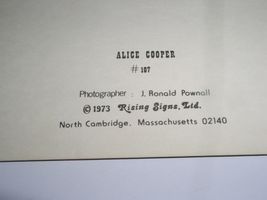 ALICE COOPER
# 107
Photographer : J. Ronald Pownall
© 1973 Rising Signs, Ltd.
North Cambridge, Massachusetts 02140